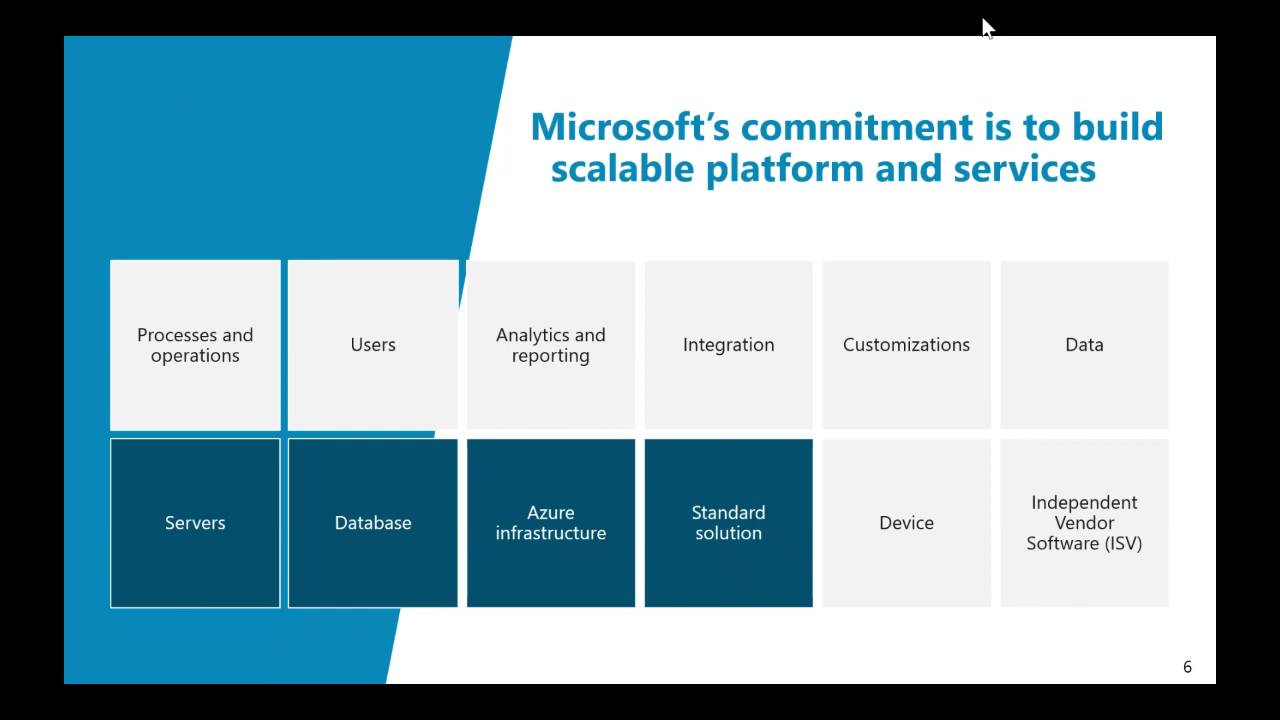 Microsoft’s commitment is to build
scalable platform and services
Processes and
operations
Users
Analytics and
reporting
Integration
Customizations
Data
Servers
Database
Azure
infrastructure
Standard
solution
Device
Independent
Vendor
Software (ISV)
6